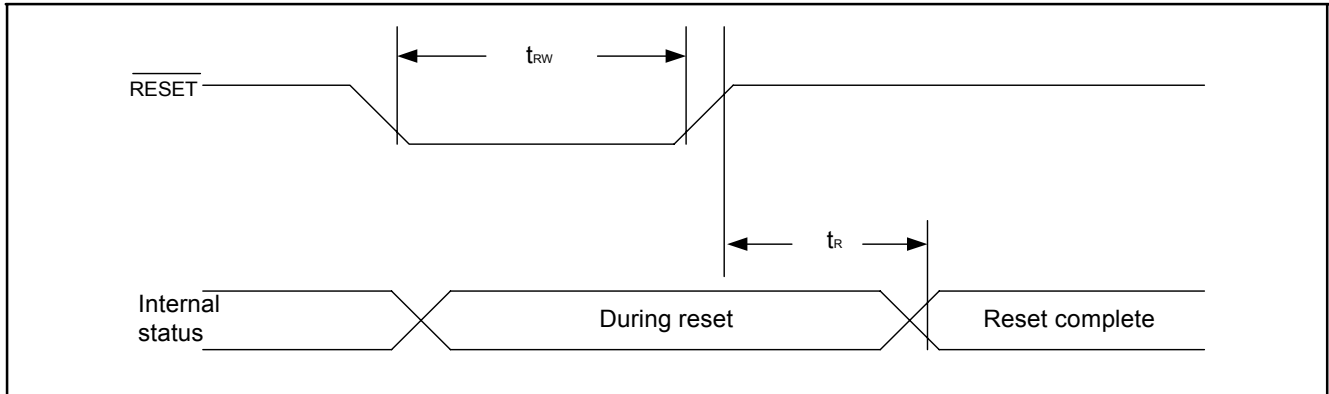 tRW
RESET
tR
Internal
status
During reset
Reset complete